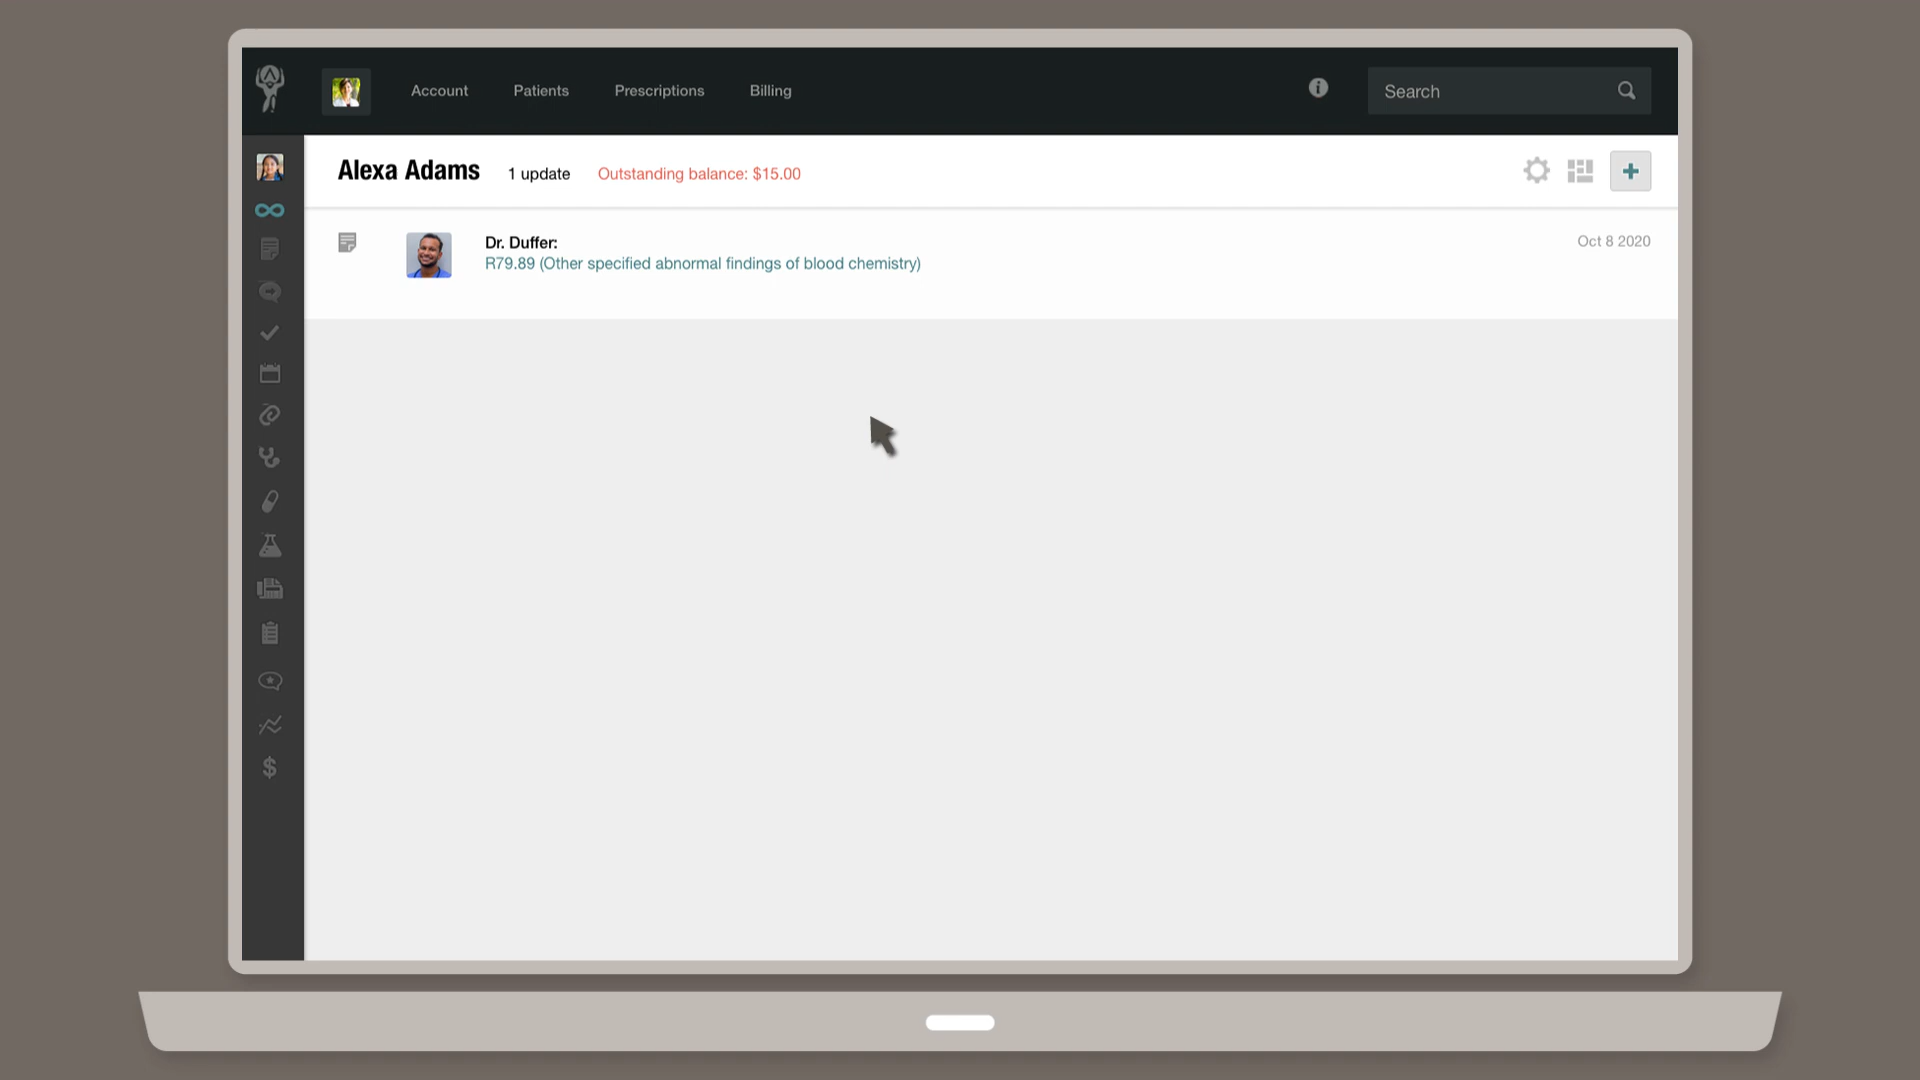 Account Patients Prescriptions Billing
Search
Alexa Adams 1 update Outstanding balance: $15.00
Dr. Duffer: Oct 8 2020
R79.89 (Other specified abnormal findings of blood chemistry)